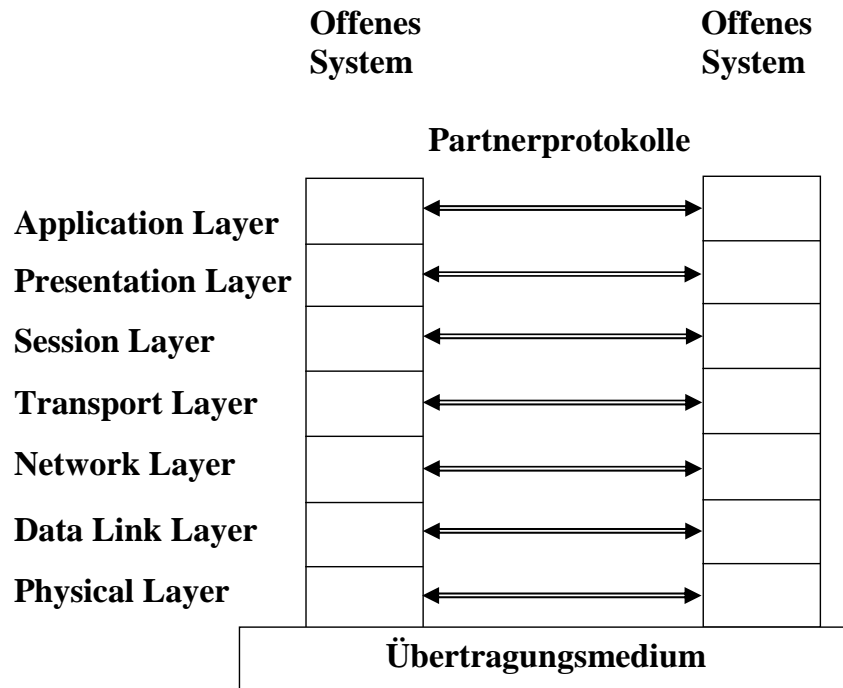 Offenes
System
Offenes
System
Partnerprotokolle
Application Layer
Presentation Layer
Session Layer
Transport Layer
Network Layer
Data Link Layer
Physical Layer
Übertragungsmedium